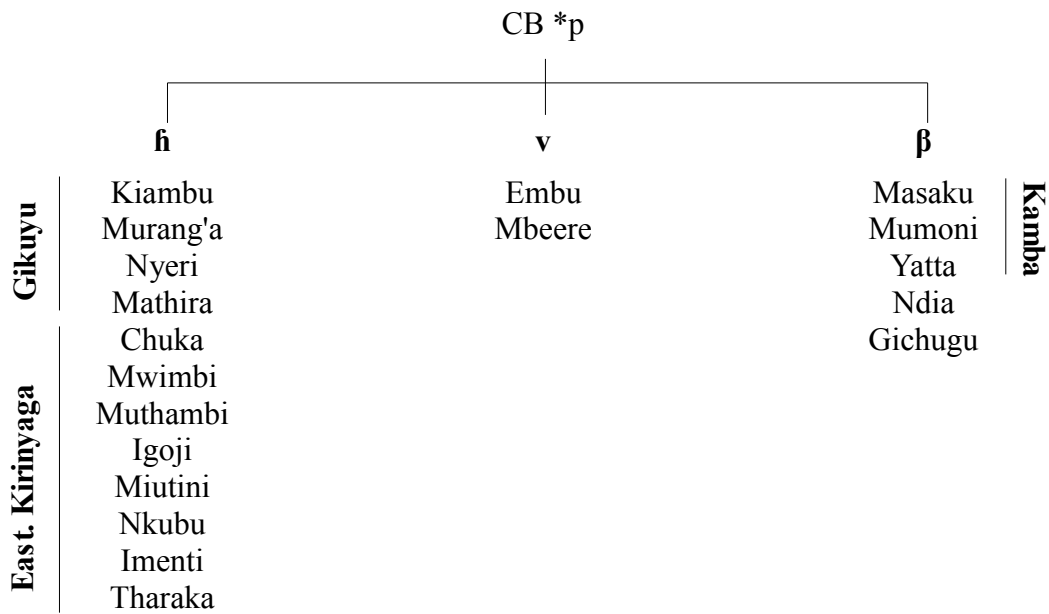 CB *p
ɦ v β
Kiambu Embu Masaku
Murang'a Mbeere Mumoni
Nyeri Yatta
Mathira Ndia
Chuka Gichugu
Mwimbi
Muthambi
Igoji
Miutini
Nkubu
Imenti
Tharaka
Gikuyu
East. Kirinyaga
Kamba